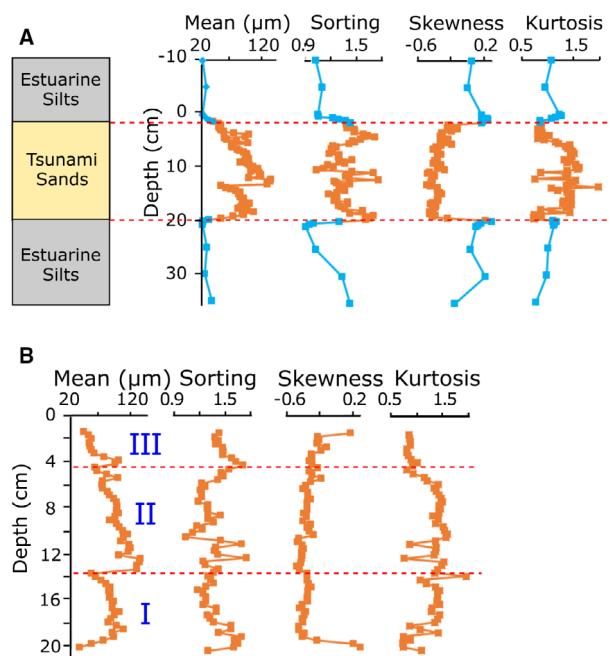 A
Mean (μm) Sorting Skewness Kurtosis
20 120 0.9 1.5 -0.6 0.2 0.5 1.5
-10
Estuarine
Silts
0
Tsunami
Sands
10
Depth (cm)
20
Estuarine
Silts
30
B
Mean (μm) Sorting Skewness Kurtosis
20 120 0.9 1.5 -0.6 0.2 0.5 1.5
0
III
4
Depth (cm)
8
II
12
16
I
20